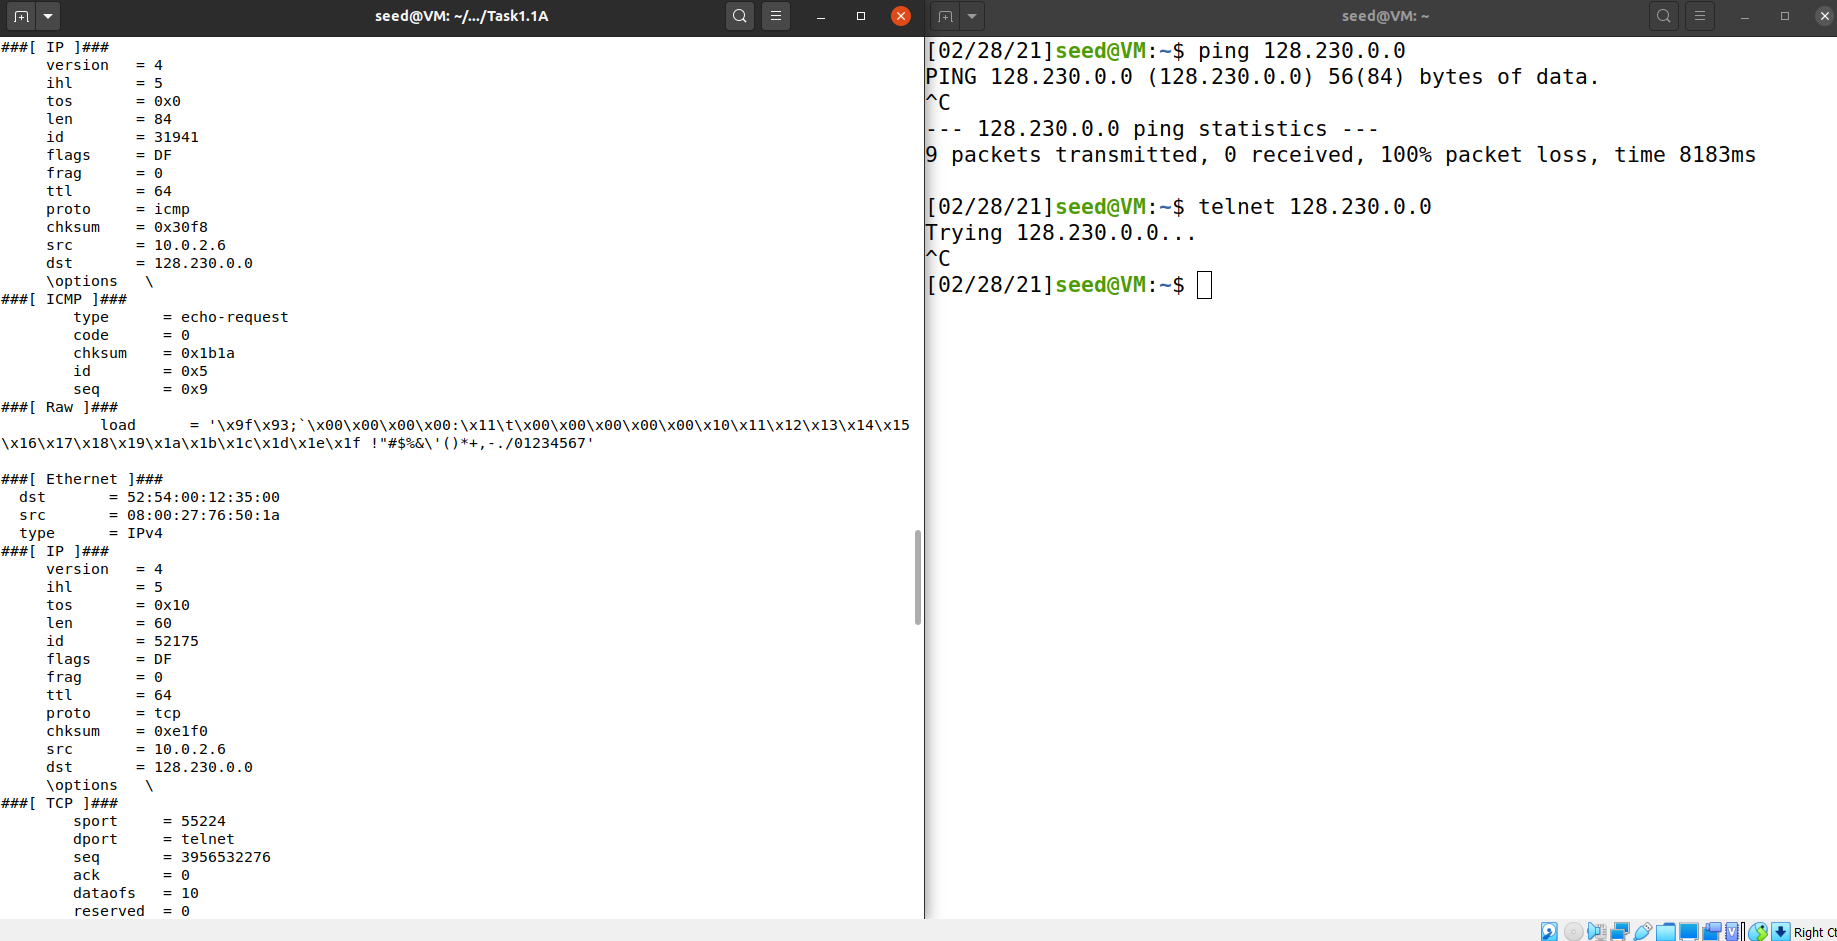 seed@VM: ~/.../Task1.1A
###[ IP ]###
     version   = 4
     ihl       = 5
     tos       = 0x0
     len       = 84
     id        = 31941
     flags     = DF
     frag      = 0
     ttl       = 64
     proto     = icmp
     chksum    = 0x30f8
     src       = 10.0.2.6
     dst       = 128.230.0.0
     \options   \
###[ ICMP ]###
        type      = echo-request
        code      = 0
        chksum    = 0x1b1a
        id        = 0x5
        seq       = 0x9
###[ Raw ]###
           load      = '\x9f\x93;`\x00\x00\x00\x00:\x11\t\x00\x00\x00\x00\x00\x10\x11\x12\x13\x14\x15
\x16\x17\x18\x19\x1a\x1b\x1c\x1d\x1e\x1f !"#$%&\'()*+,-./01234567'
###[ Ethernet ]###
  dst       = 52:54:00:12:35:00
  src       = 08:00:27:76:50:1a
  type      = IPv4
###[ IP ]###
     version   = 4
     ihl       = 5
     tos       = 0x10
     len       = 60
     id        = 52175
     flags     = DF
     frag      = 0
     ttl       = 64
     proto     = tcp
     chksum    = 0xe1f0
     src       = 10.0.2.6
     dst       = 128.230.0.0
     \options   \
###[ TCP ]###
        sport     = 55224
        dport     = telnet
        seq       = 3956532276
        ack       = 0
        dataofs   = 10
        reserved  = 0
seed@VM: ~
[02/28/21]seed@VM:~$ ping 128.230.0.0
PING 128.230.0.0 (128.230.0.0) 56(84) bytes of data.
^C
--- 128.230.0.0 ping statistics ---
9 packets transmitted, 0 received, 100% packet loss, time 8183ms
[02/28/21]seed@VM:~$ telnet 128.230.0.0
Trying 128.230.0.0...
^C
[02/28/21]seed@VM:~$
Right Ct